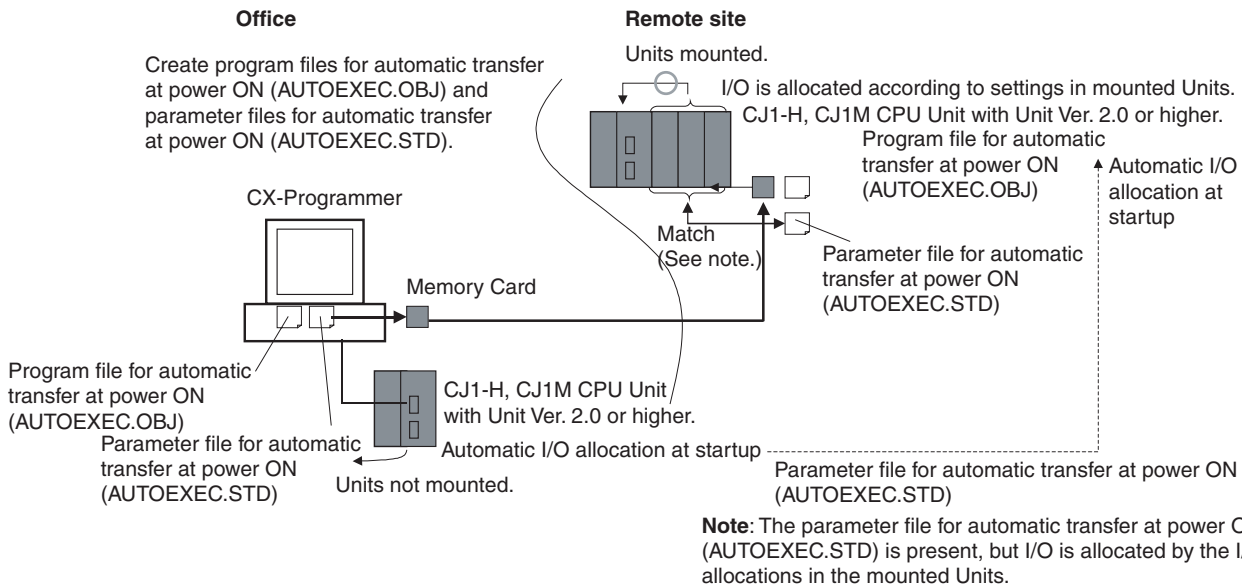 Office
Create program files for automatic transfer
at power ON (AUTOEXEC.OBJ) and
parameter files for automatic transfer
at power ON (AUTOEXEC.STD).
CX-Programmer
Memory Card
Program file for automatic
transfer at power ON
(AUTOEXEC.OBJ)
Parameter file for automatic
transfer at power ON
(AUTOEXEC.STD)
CJ1-H, CJ1M CPU Unit
with Unit Ver. 2.0 or higher.
Automatic I/O allocation at startup
Units not mounted.
Remote site
Units mounted.
I/O is allocated according to settings in mounted Units.
CJ1-H, CJ1M CPU Unit with Unit Ver. 2.0 or higher.
Program file for automatic
transfer at power ON
(AUTOEXEC.OBJ)
Automatic I/O
allocation at
startup
Match
(See note.)
Parameter file for automatic
transfer at power ON
(AUTOEXEC.STD)
Parameter file for automatic transfer at power ON
(AUTOEXEC.STD)
Note: The parameter file for automatic transfer at power
(AUTOEXEC.STD) is present, but I/O is allocated by the
allocations in the mounted Units.